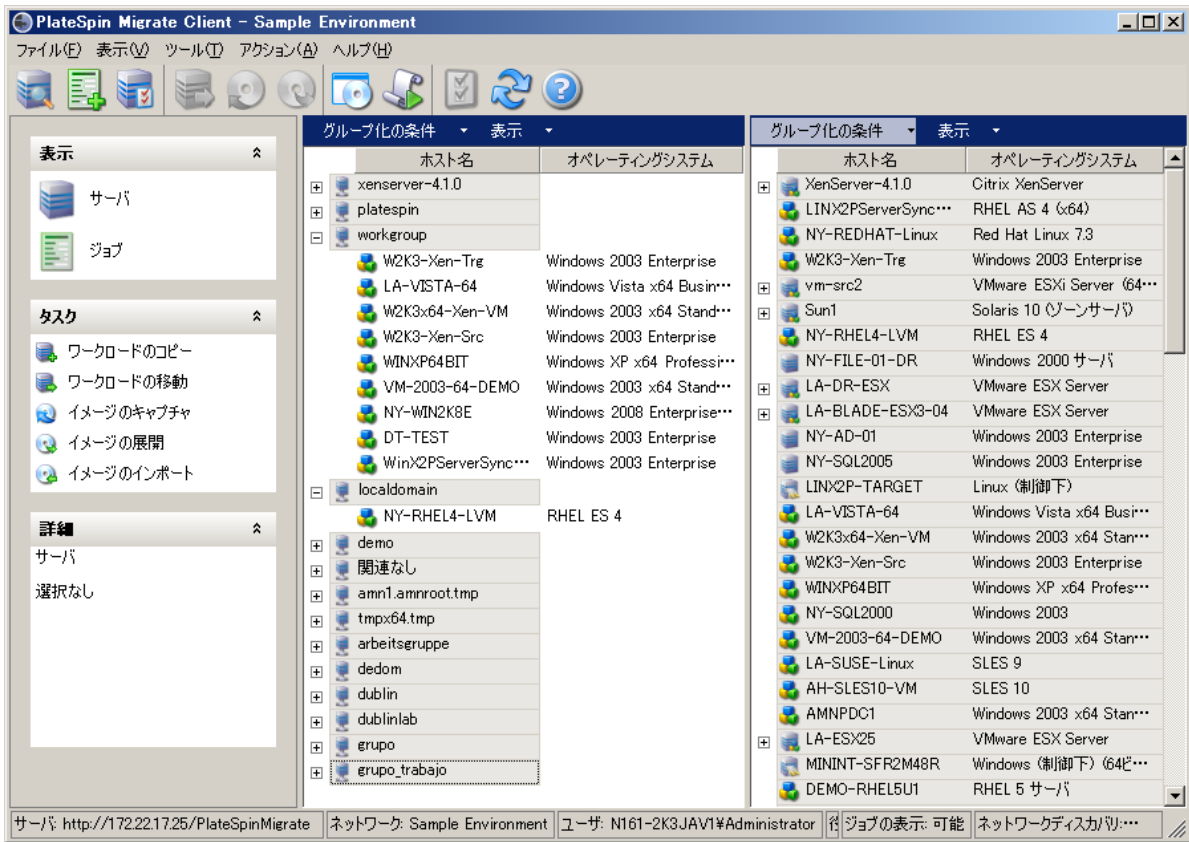 PlateSpin Migrate Client - Sample Environment
ファイル(F) 表示(V) ツール(T) アクション(A) ヘルプ(H)
表示
サーバ
ジョブ
タスク
ワークロードのコピー
ワークロードの移動
イメージのキャプチャ
イメージの展開
イメージのインポート
詳細
サーバ
選択なし
グループ化の条件 表示
ホスト名 オペレーティングシステム
xenserver-4.1.0
platespin
workgroup
W2K3-Xen-Trg Windows 2003 Enterprise
LA-VISTA-64 Windows Vista x64 Busin…
W2K3x64-Xen-VM Windows 2003 x64 Stand…
W2K3-Xen-Src Windows 2003 Enterprise
WINXP64BIT Windows XP x64 Professi…
VM-2003-64-DEMO Windows 2003 x64 Stand…
NY-WIN2K8E Windows 2008 Enterprise…
DT-TEST Windows 2003 Enterprise
WinX2PServerSync… Windows 2003 Enterprise
localdomain
NY-RHEL4-LVM RHEL ES 4
demo
関連なし
amn1.amnroot.tmp
tmpx64.tmp
arbeitsgruppe
dedom
dublin
dublinlab
grupo
grupo_trabajo
グループ化の条件 表示
ホスト名 オペレーティングシステム
XenServer-4.1.0 Citrix XenServer
LINX2PServerSync… RHEL AS 4 (x64)
NY-REDHAT-Linux Red Hat Linux 7.3
W2K3-Xen-Trg Windows 2003 Enterprise
vm-src2 VMware ESXi Server (64…
Sun1 Solaris 10 (ゾーンサーバ)
NY-RHEL4-LVM RHEL ES 4
NY-FILE-01-DR Windows 2000 サーバ
LA-DR-ESX VMware ESX Server
LA-BLADE-ESX3-04 VMware ESX Server
NY-AD-01 Windows 2003 Enterprise
NY-SQL2005 Windows 2003 Enterprise
LINX2P-TARGET Linux (制御下)
LA-VISTA-64 Windows Vista x64 Busi…
W2K3x64-Xen-VM Windows 2003 x64 Stan…
W2K3-Xen-Src Windows 2003 Enterprise
WINXP64BIT Windows XP x64 Profes…
NY-SQL2000 Windows 2003
VM-2003-64-DEMO Windows 2003 x64 Stan…
LA-SUSE-Linux SLES 9
AH-SLES10-VM SLES 10
AMNPDC1 Windows 2003 x64 Stan…
LA-ESX25 VMware ESX Server
MININT-SFR2M48R Windows (制御下) (64ビ…
DEMO-RHEL5U1 RHEL 5 サーバ
サーバ: http://172.22.17.25/PlateSpinMigrate ネットワーク: Sample Environment ユーザ: N161-2K3JAV1¥Administrator ジョブの表示: 可能 ネットワークディスカバリ:…